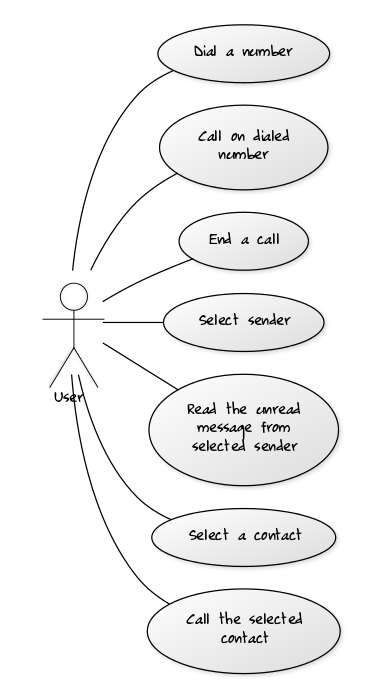 Dial a number
Call on dialed
number
End a call
Select sender
User
Read the unread
message from
selected sender
Select a contact
Call the selected
contact